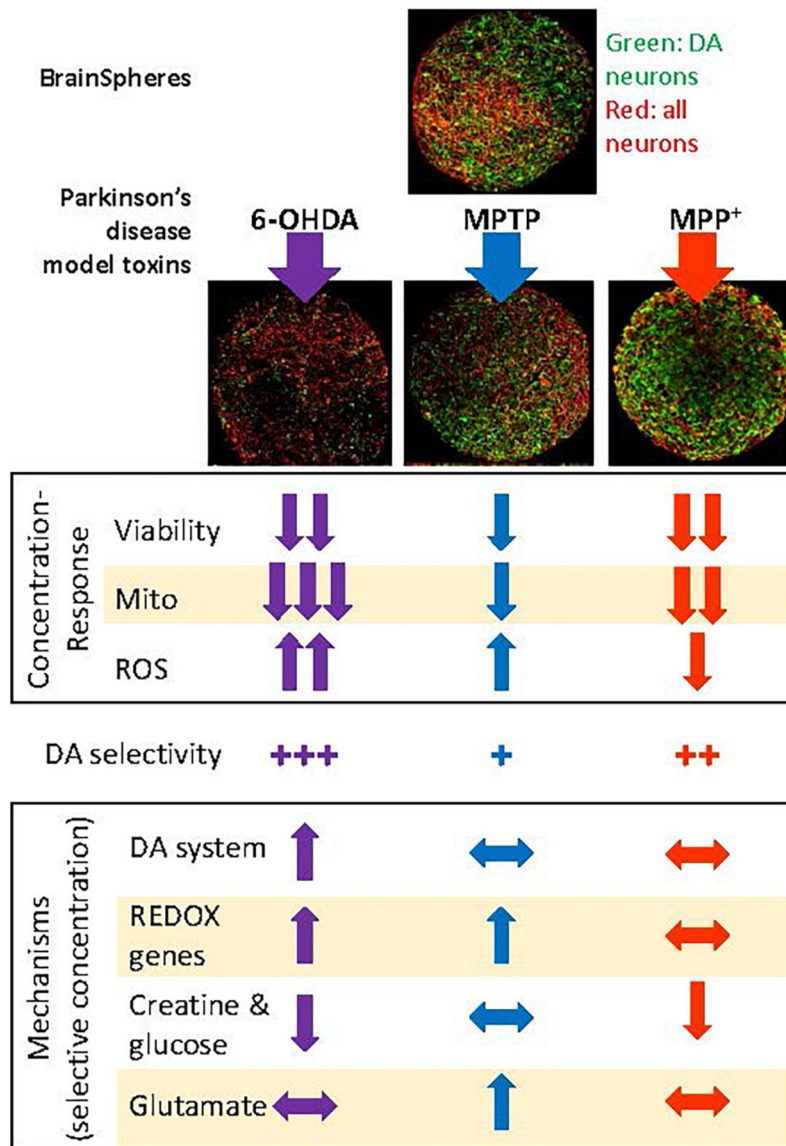 BrainSpheres
Green: DA
neurons
Red: all
neurons
Parkinson's
disease
model toxins
6-OHDA
MPTP
MPP⁺
Concentration-
Response
Viability
Mito
ROS
DA selectivity
+++
+
++
Mechanisms
(selective concentration)
DA system
REDOX
genes
Creatine &
glucose
Glutamate